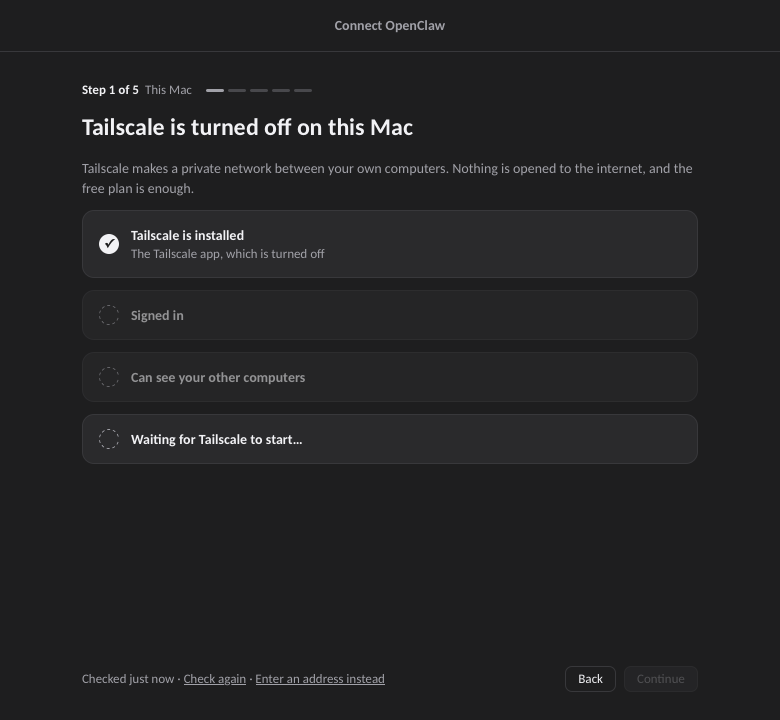 Connect OpenClaw
Step 1 of 5 This Mac
Tailscale is turned off on this Mac
Tailscale makes a private network between your own computers. Nothing is opened to the internet, and the
free plan is enough.
Tailscale is installed
The Tailscale app, which is turned off
Signed in
Can see your other computers
Waiting for Tailscale to start...
Checked just now · Check again · Enter an address instead
Back
Continue